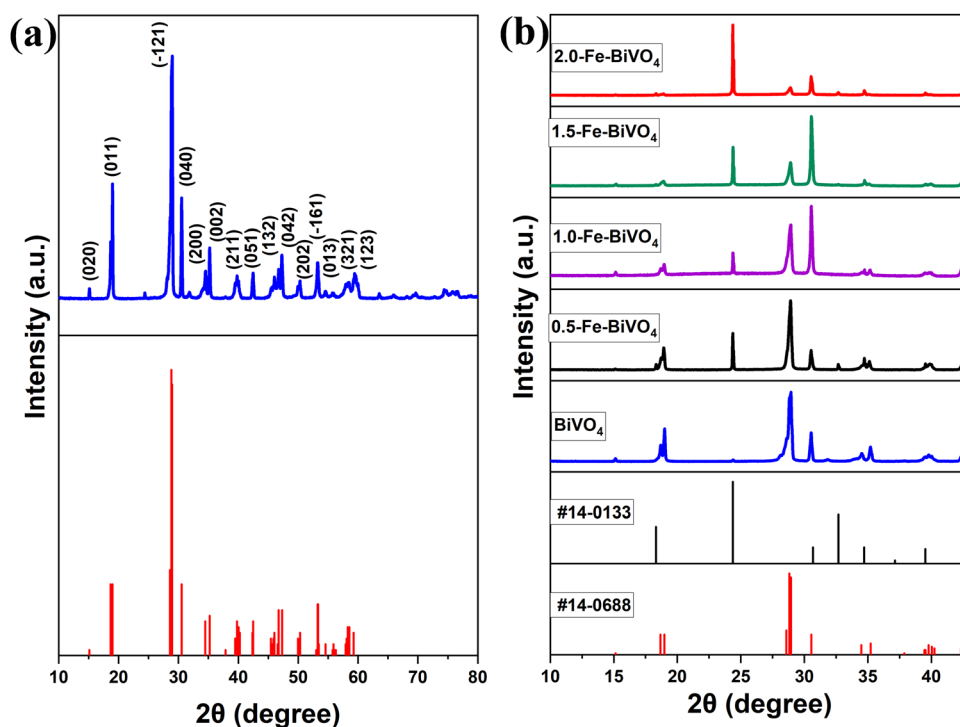 (a)
(-121)
(011)
(040)
(020)
(200)
(002)
(211)
(051)
(132)
(042)
(202)
(-161)
(013)
(321)
(123)
Intensity (a.u.)
10 20 30 40 50 60 70 80
2θ (degree)
(b)
2.0-Fe-BiVO₄
1.5-Fe-BiVO₄
1.0-Fe-BiVO₄
0.5-Fe-BiVO₄
BiVO₄
#14-0133
#14-0688
Intensity (a.u.)
10 15 20 25 30 35 40
2θ (degree)